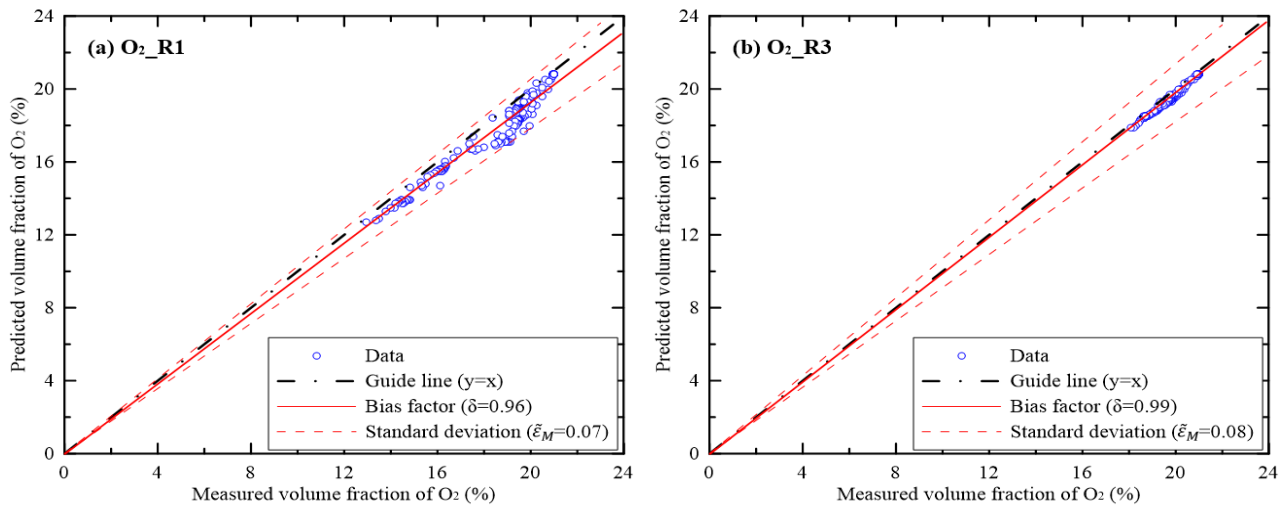 (a) O₂_R1
Predicted volume fraction of O₂ (%)
24
20
16
12
8
4
0
Data
Guide line (y=x)
Bias factor (δ=0.96)
Standard deviation (ε̃_M=0.07)
0 4 8 12 16 20 24
Measured volume fraction of O₂ (%)
(b) O₂_R3
Predicted volume fraction of O₂ (%)
24
20
16
12
8
4
0
Data
Guide line (y=x)
Bias factor (δ=0.99)
Standard deviation (ε̃_M=0.08)
0 4 8 12 16 20 24
Measured volume fraction of O₂ (%)